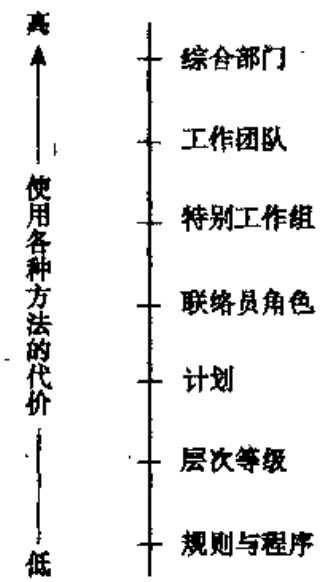 高
使用各种方法的代价
低
综合部门
工作团队
特别工作组
联络员角色
计划
层次等级
规则与程序